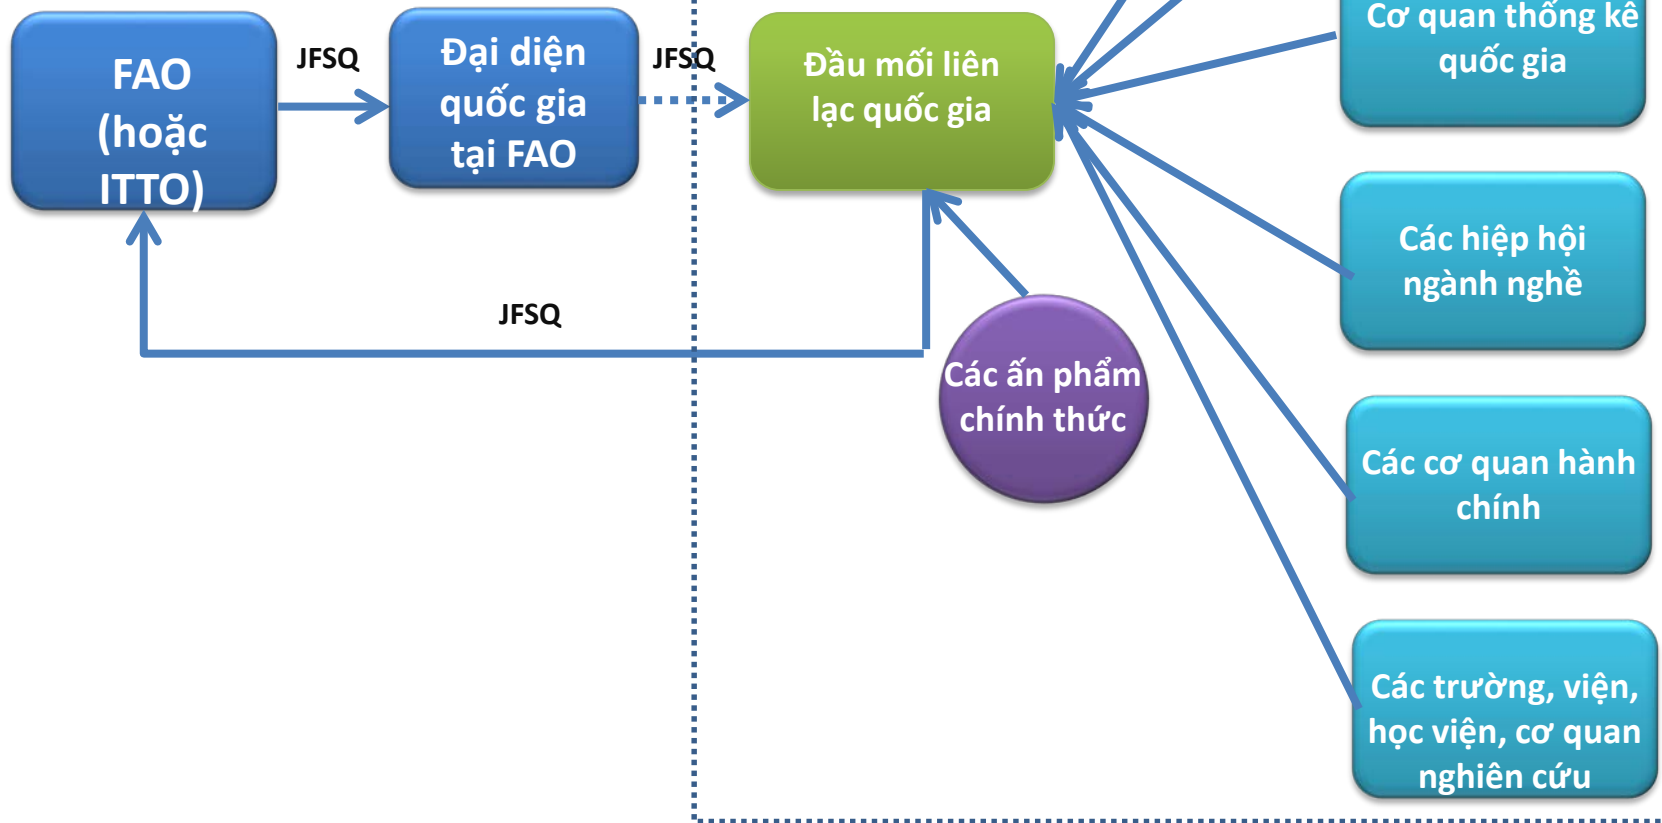 FAO
(hoặc
ITTO)
JFSQ
Đại diện
quốc gia
tại FAO
JFSQ
Đầu mối liên
lạc quốc gia
Cơ quan thống kê
quốc gia
Các hiệp hội
ngành nghề
JFSQ
Các ấn phẩm
chính thức
Các cơ quan hành
chính
Các trường, viện,
học viện, cơ quan
nghiên cứu